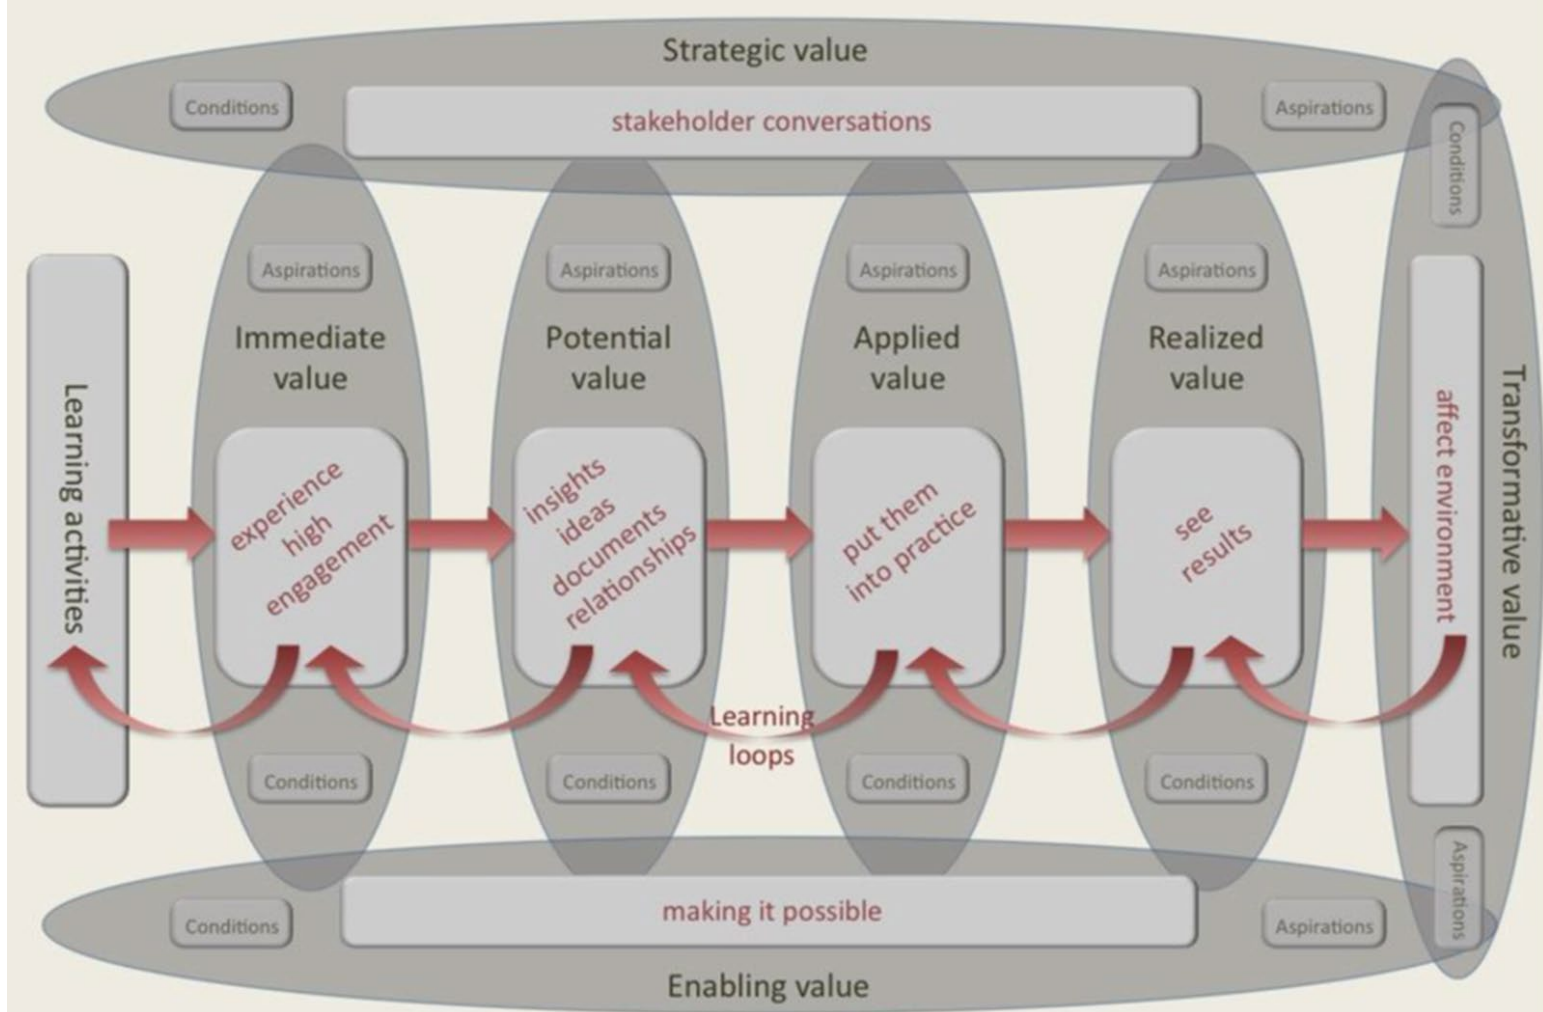 Strategic value
Conditions
stakeholder conversations
Aspirations
Conditions
Aspirations
Aspirations
Aspirations
Aspirations
Immediate
value
Potential
value
Applied
value
Realized
value
Learning activities
experience
high
engagement
insights
ideas
documents
relationships
put them
into practice
see
results
affect environment
Transformative value
Learning
loops
Conditions
Conditions
Conditions
Conditions
Aspirations
Conditions
making it possible
Aspirations
Enabling value